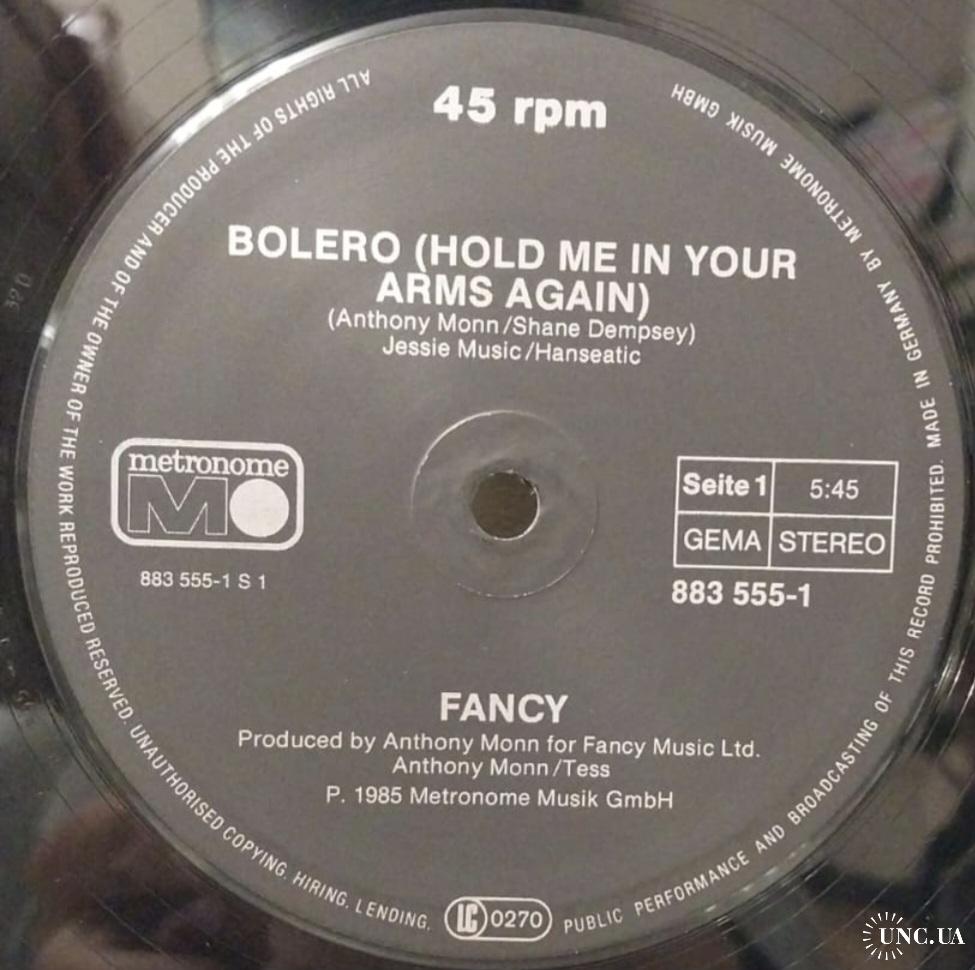 45 rpm
BOLERO (HOLD ME IN YOUR
ARMS AGAIN)
(Anthony Monn/Shane Dempsey)
Jessie Music/Hanseatic
metronome
MO
883 555-1 S 1
Seite 1
5:45
GEMA
STEREO
883 555-1
FANCY
Produced by Anthony Monn for Fancy Music Ltd.
Anthony Monn/Tess
P. 1985 Metronome Musik GmbH
LC 0270
ALL RIGHTS OF THE PRODUCER AND OF THE OWNER OF THE WORK REPRODUCED RESERVED. UNAUTHORISED COPYING, HIRING, LENDING, PUBLIC PERFORMANCE AND BROADCASTING OF THIS RECORD PROHIBITED. MADE IN GERMANY BY METRONOME MUSIK GMBH
UNC.UA